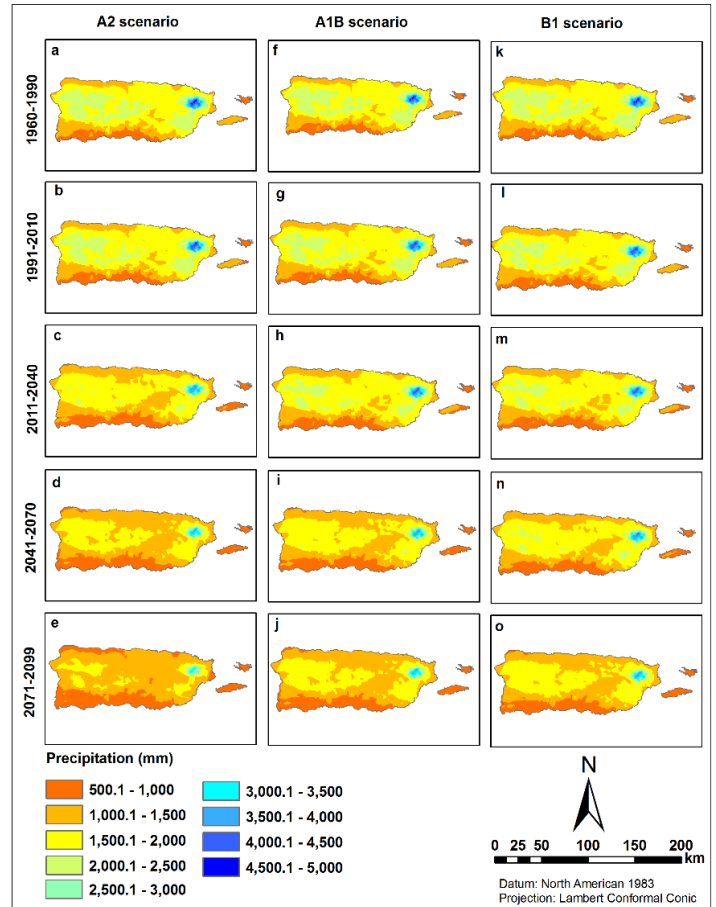 A2 scenario A1B scenario B1 scenario
1960-1990
a f k
1991-2010
b g l
2011-2040
c h m
2041-2070
d i n
2071-2099
e j o
Precipitation (mm)
500.1 - 1,000
1,000.1 - 1,500
1,500.1 - 2,000
2,000.1 - 2,500
2,500.1 - 3,000
3,000.1 - 3,500
3,500.1 - 4,000
4,000.1 - 4,500
4,500.1 - 5,000
N
0 25 50 100 150 200
km
Datum: North American 1983
Projection: Lambert Conformal Conic